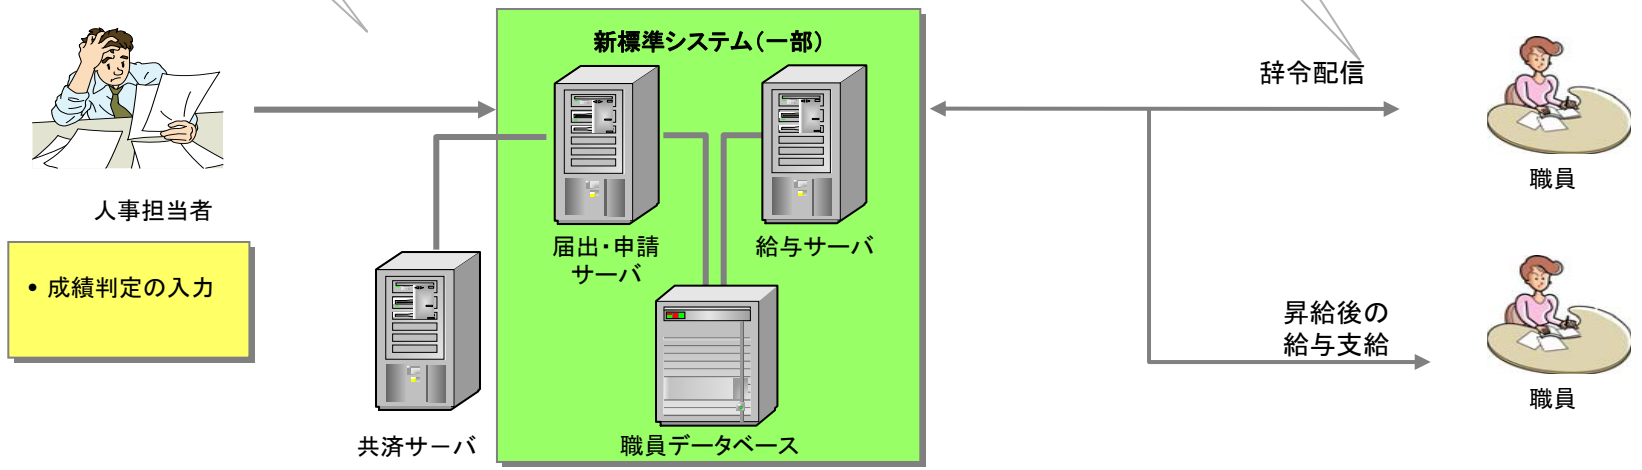 新標準システム(一部)
人事担当者
• 成績判定の入力
届出・申請
サーバ
給与サーバ
共済サーバ
職員データベース
辞令配信
職員
昇給後の
給与支給
職員